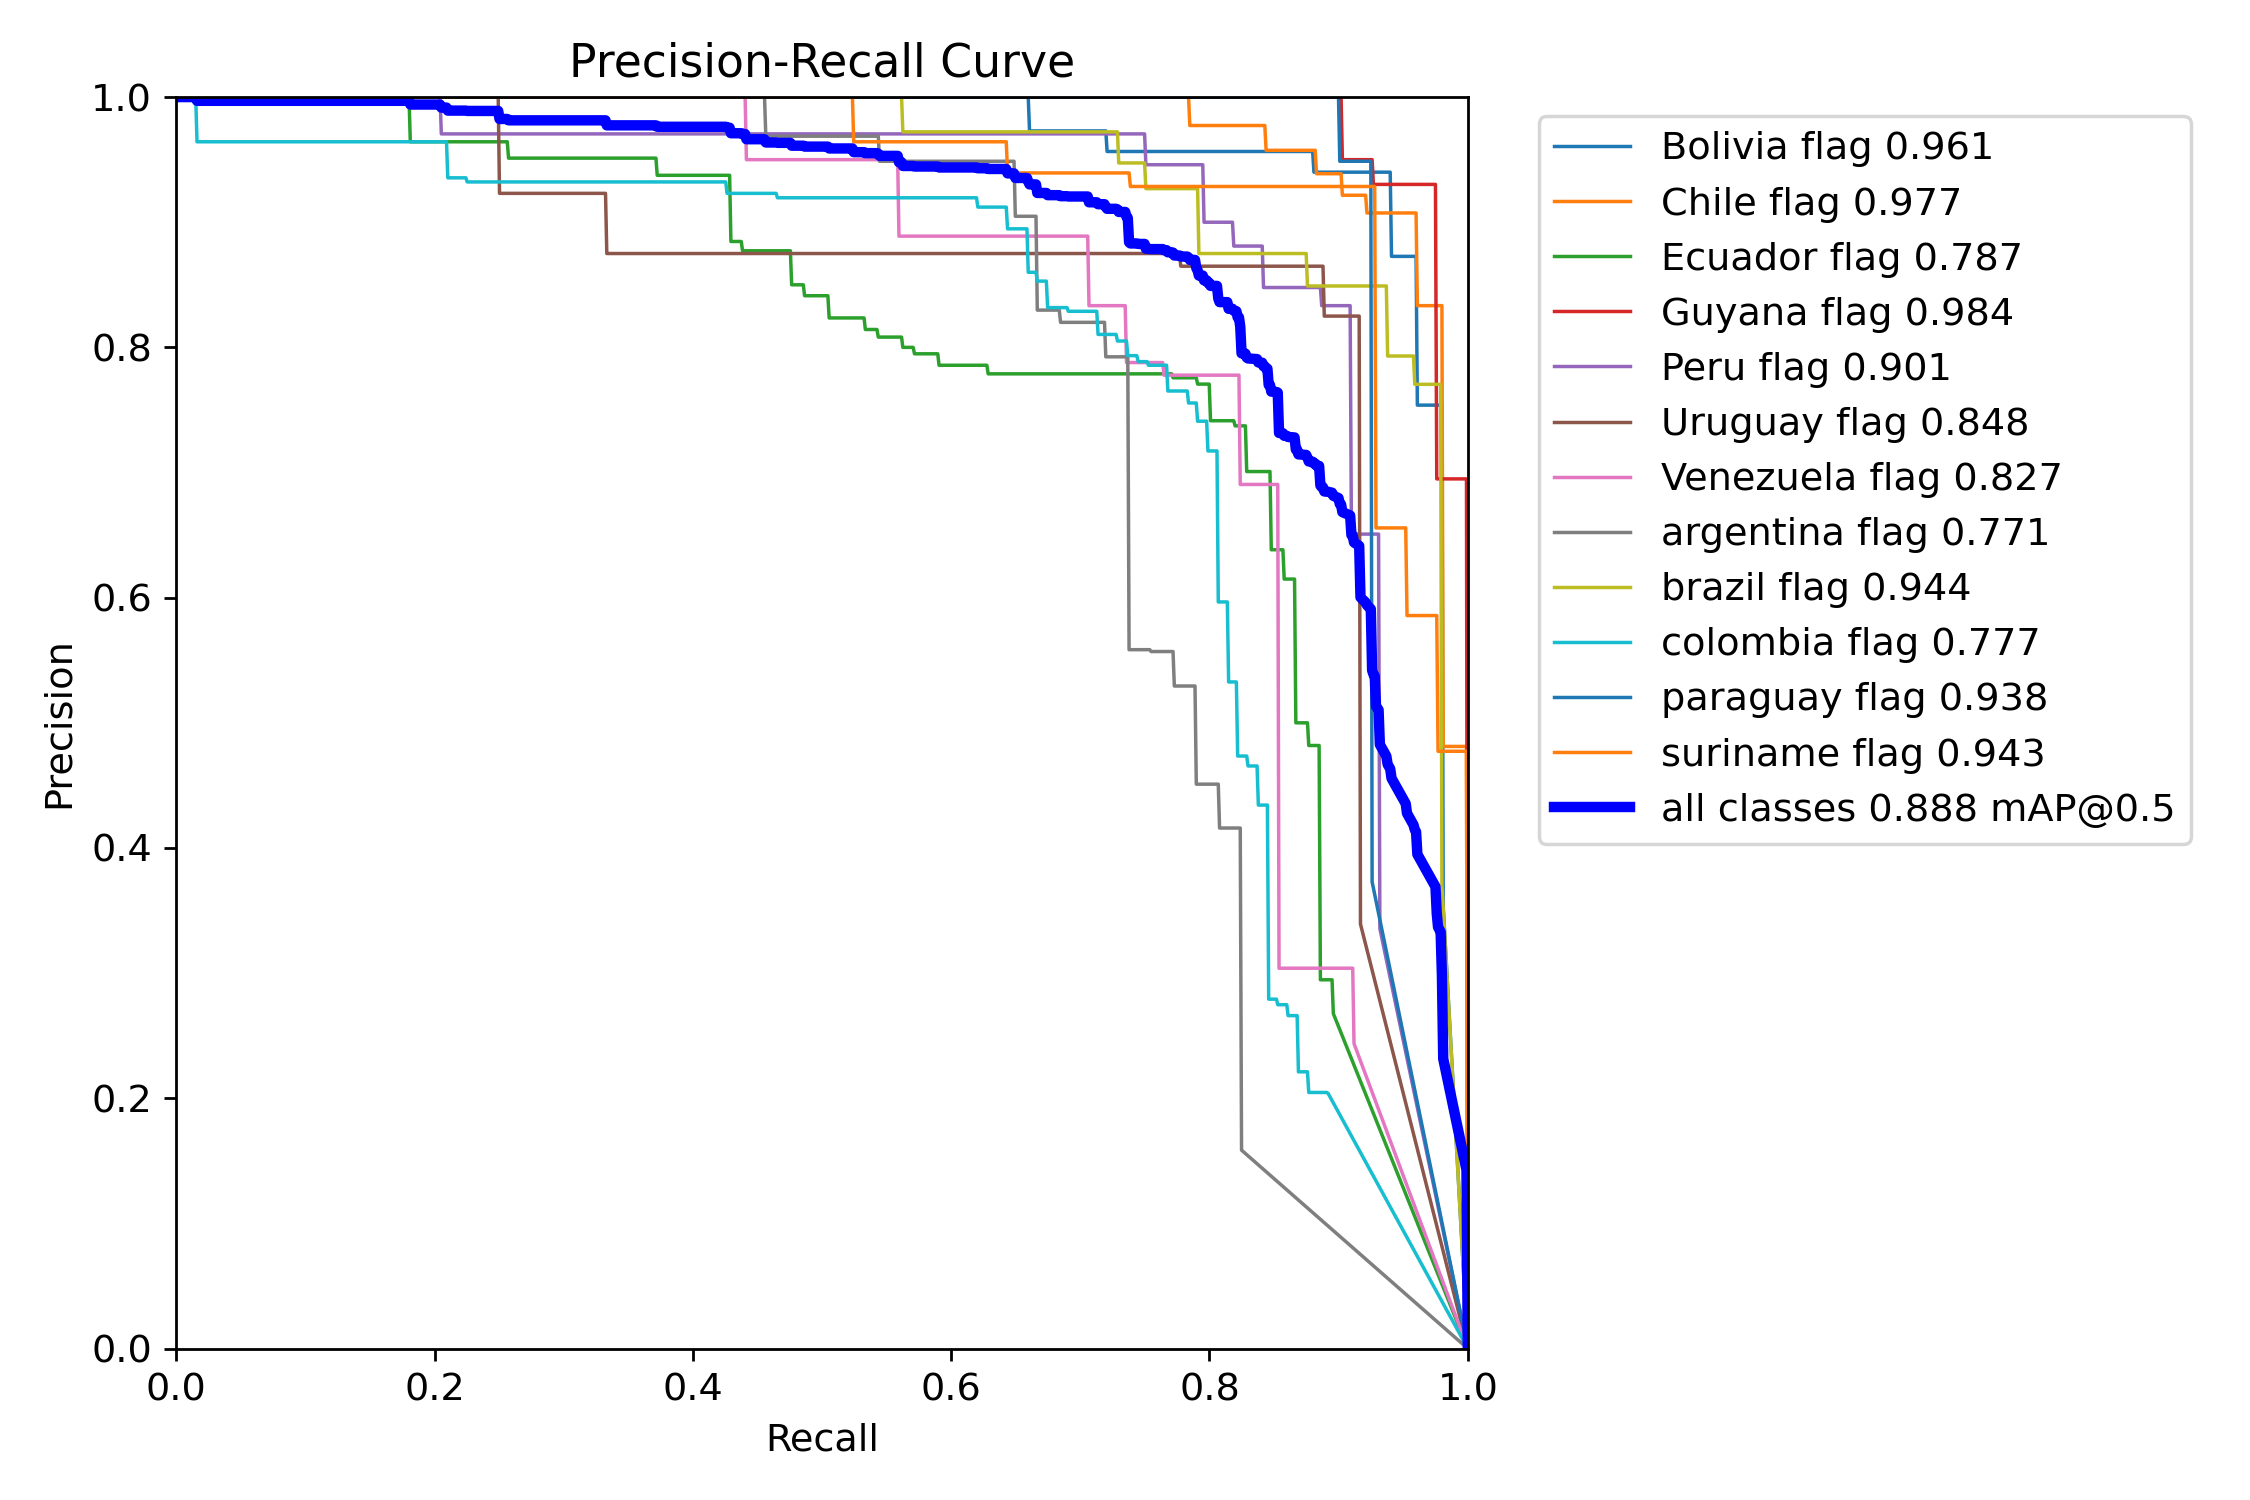 Precision-Recall Curve
1.0
0.8
0.6
0.4
0.2
0.0
Precision
0.0 0.2 0.4 0.6 0.8 1.0
Recall
Bolivia flag 0.961
Chile flag 0.977
Ecuador flag 0.787
Guyana flag 0.984
Peru flag 0.901
Uruguay flag 0.848
Venezuela flag 0.827
argentina flag 0.771
brazil flag 0.944
colombia flag 0.777
paraguay flag 0.938
suriname flag 0.943
all classes 0.888 mAP@0.5